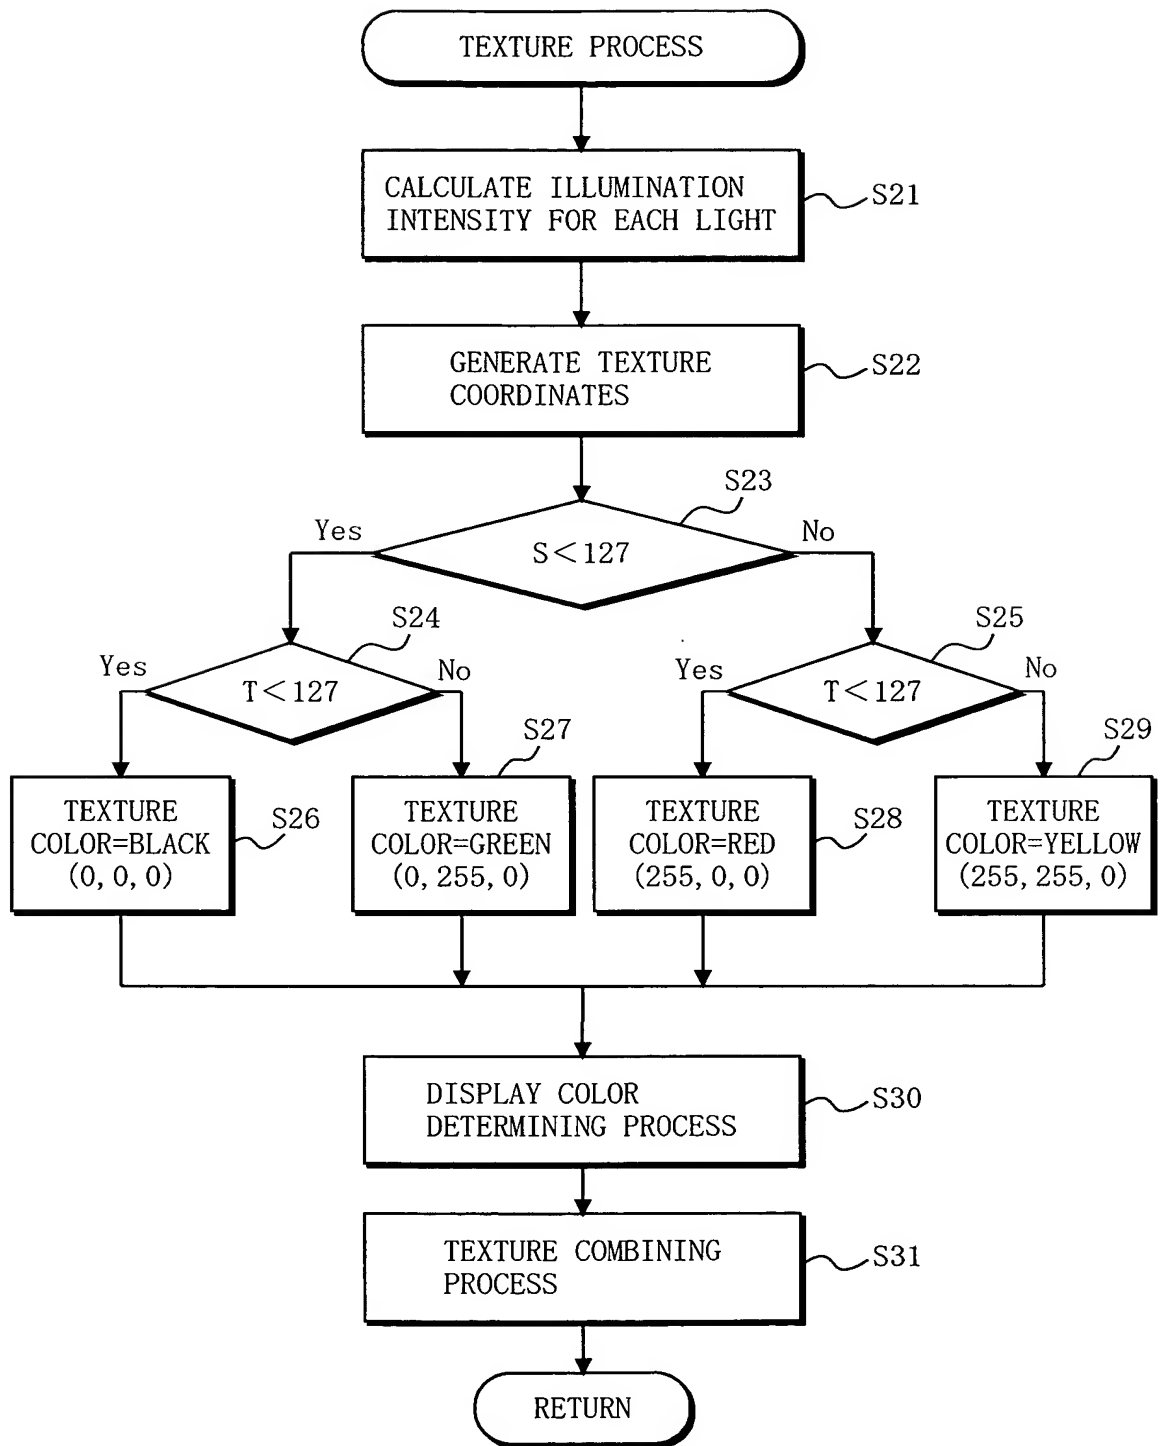 TEXTURE PROCESS
CALCULATE ILLUMINATION
INTENSITY FOR EACH LIGHT
S21
GENERATE TEXTURE
COORDINATES
S22
S23
Yes
S<127
No
S24
Yes
T<127
No
S25
Yes
T<127
No
TEXTURE
COLOR=BLACK
(0,0,0)
S26
S27
TEXTURE
COLOR=GREEN
(0,255,0)
TEXTURE
COLOR=RED
(255,0,0)
S28
S29
TEXTURE
COLOR=YELLOW
(255,255,0)
DISPLAY COLOR
DETERMINING PROCESS
S30
TEXTURE COMBINING
PROCESS
S31
RETURN